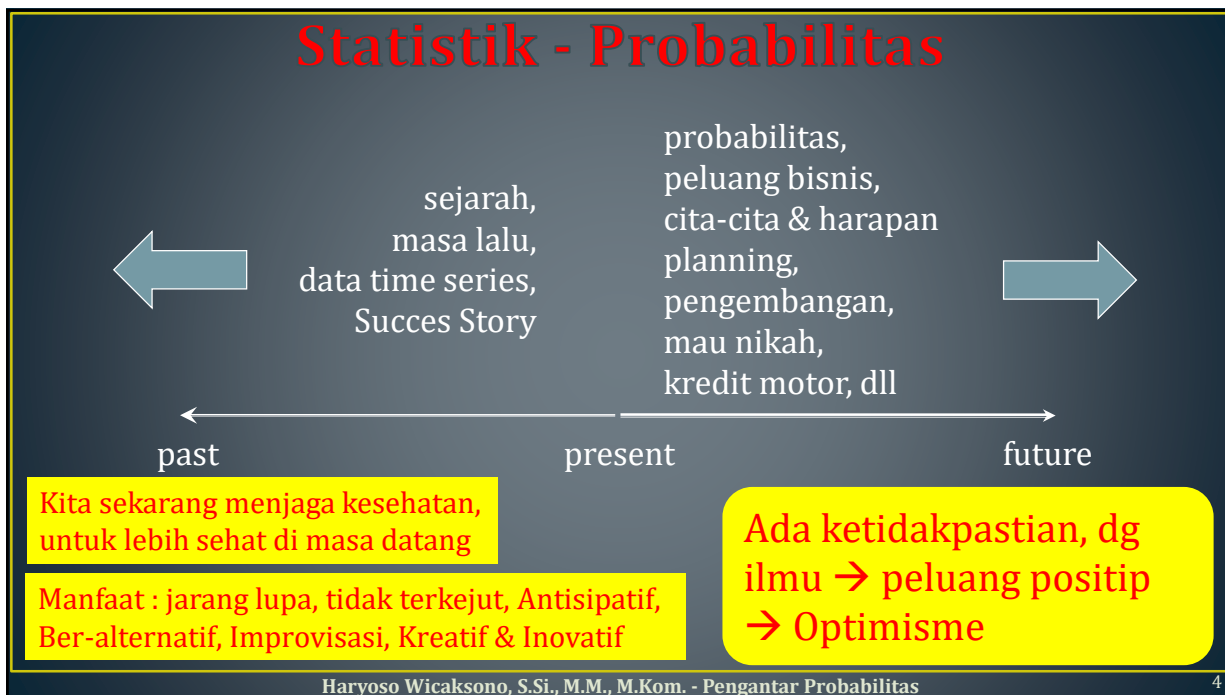 Statistik - Probabilitas
sejarah,
masa lalu,
data time series,
Succes Story
probabilitas,
peluang bisnis,
cita-cita & harapan
planning,
pengembangan,
mau nikah,
kredit motor, dll
past
present
future
Kita sekarang menjaga kesehatan,
untuk lebih sehat di masa datang
Manfaat : jarang lupa, tidak terkejut, Antisipatif,
Ber-alternatif, Improvisasi, Kreatif & Inovatif
Ada ketidakpastian, dg
ilmu → peluang positip
→ Optimisme
Haryoso Wicaksono, S.Si., M.M., M.Kom. - Pengantar Probabilitas
4